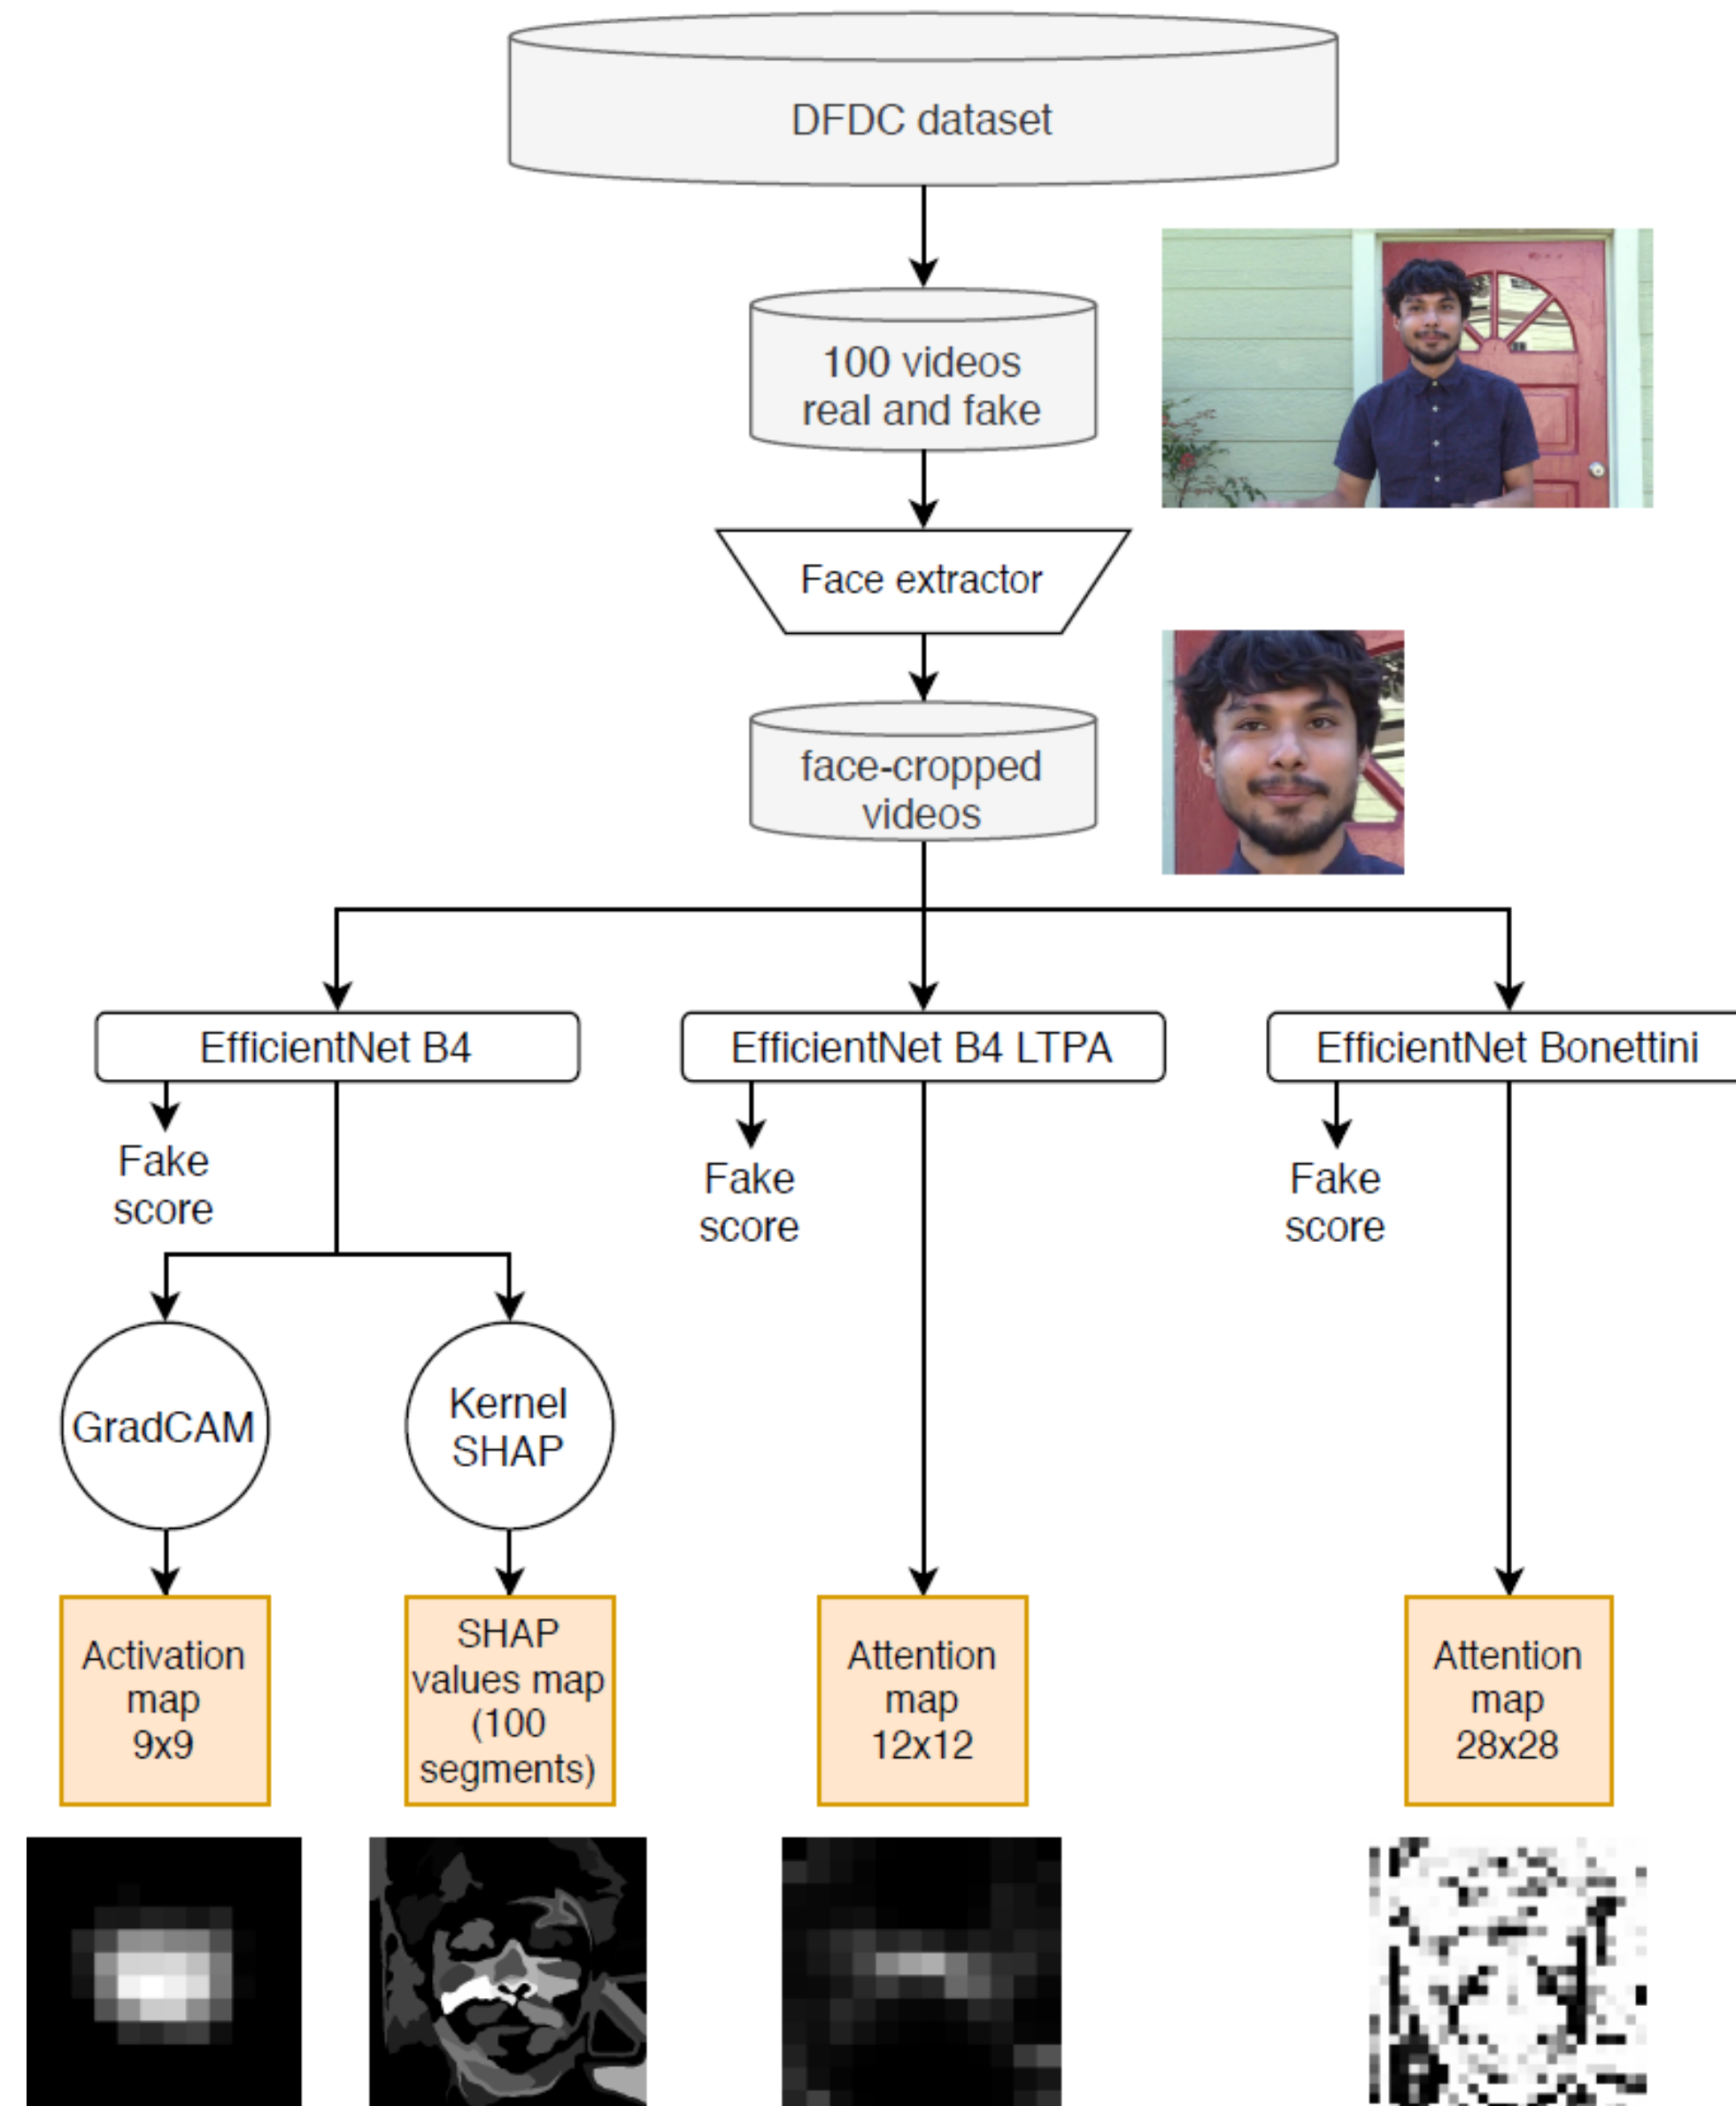 DFDC dataset
100 videos
real and fake
Face extractor
face-cropped
videos
EfficientNet B4
EfficientNet B4 LTPA
EfficientNet Bonettini
Fake
score
Fake
score
Fake
score
GradCAM
Kernel
SHAP
Activation
map
9x9
SHAP
values map
(100
segments)
Attention
map
12x12
Attention
map
28x28